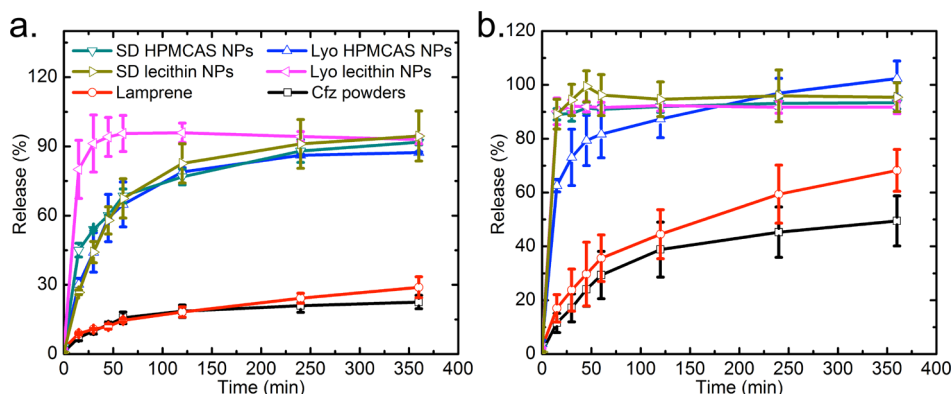 a.
SD HPMCAS NPs
Lyo HPMCAS NPs
SD lecithin NPs
Lyo lecithin NPs
Lamprene
Cfz powders
120
90
60
30
0
Release (%)
0 50 100 150 200 250 300 350 400
Time (min)
b.
120
100
80
60
40
20
0
Release (%)
0 50 100 150 200 250 300 350 400
Time (min)